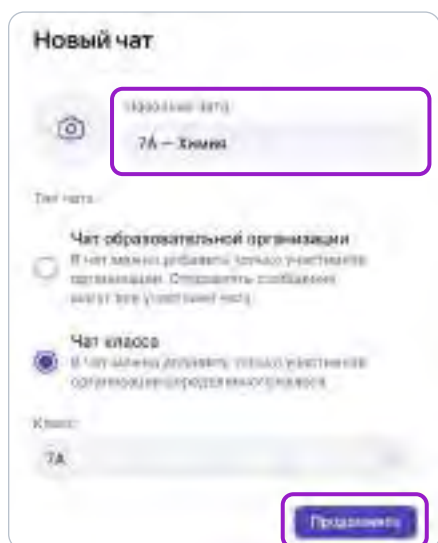 Новый чат
Название чата
7А — Химия
Тип чата
Чат образовательной организации
В чат можно добавить только участников
организации. Отправлять сообщения
могут все участники чата
Чат класса
В чат можно добавить только участников
организации определенного класса
Класс
7А
Продолжить